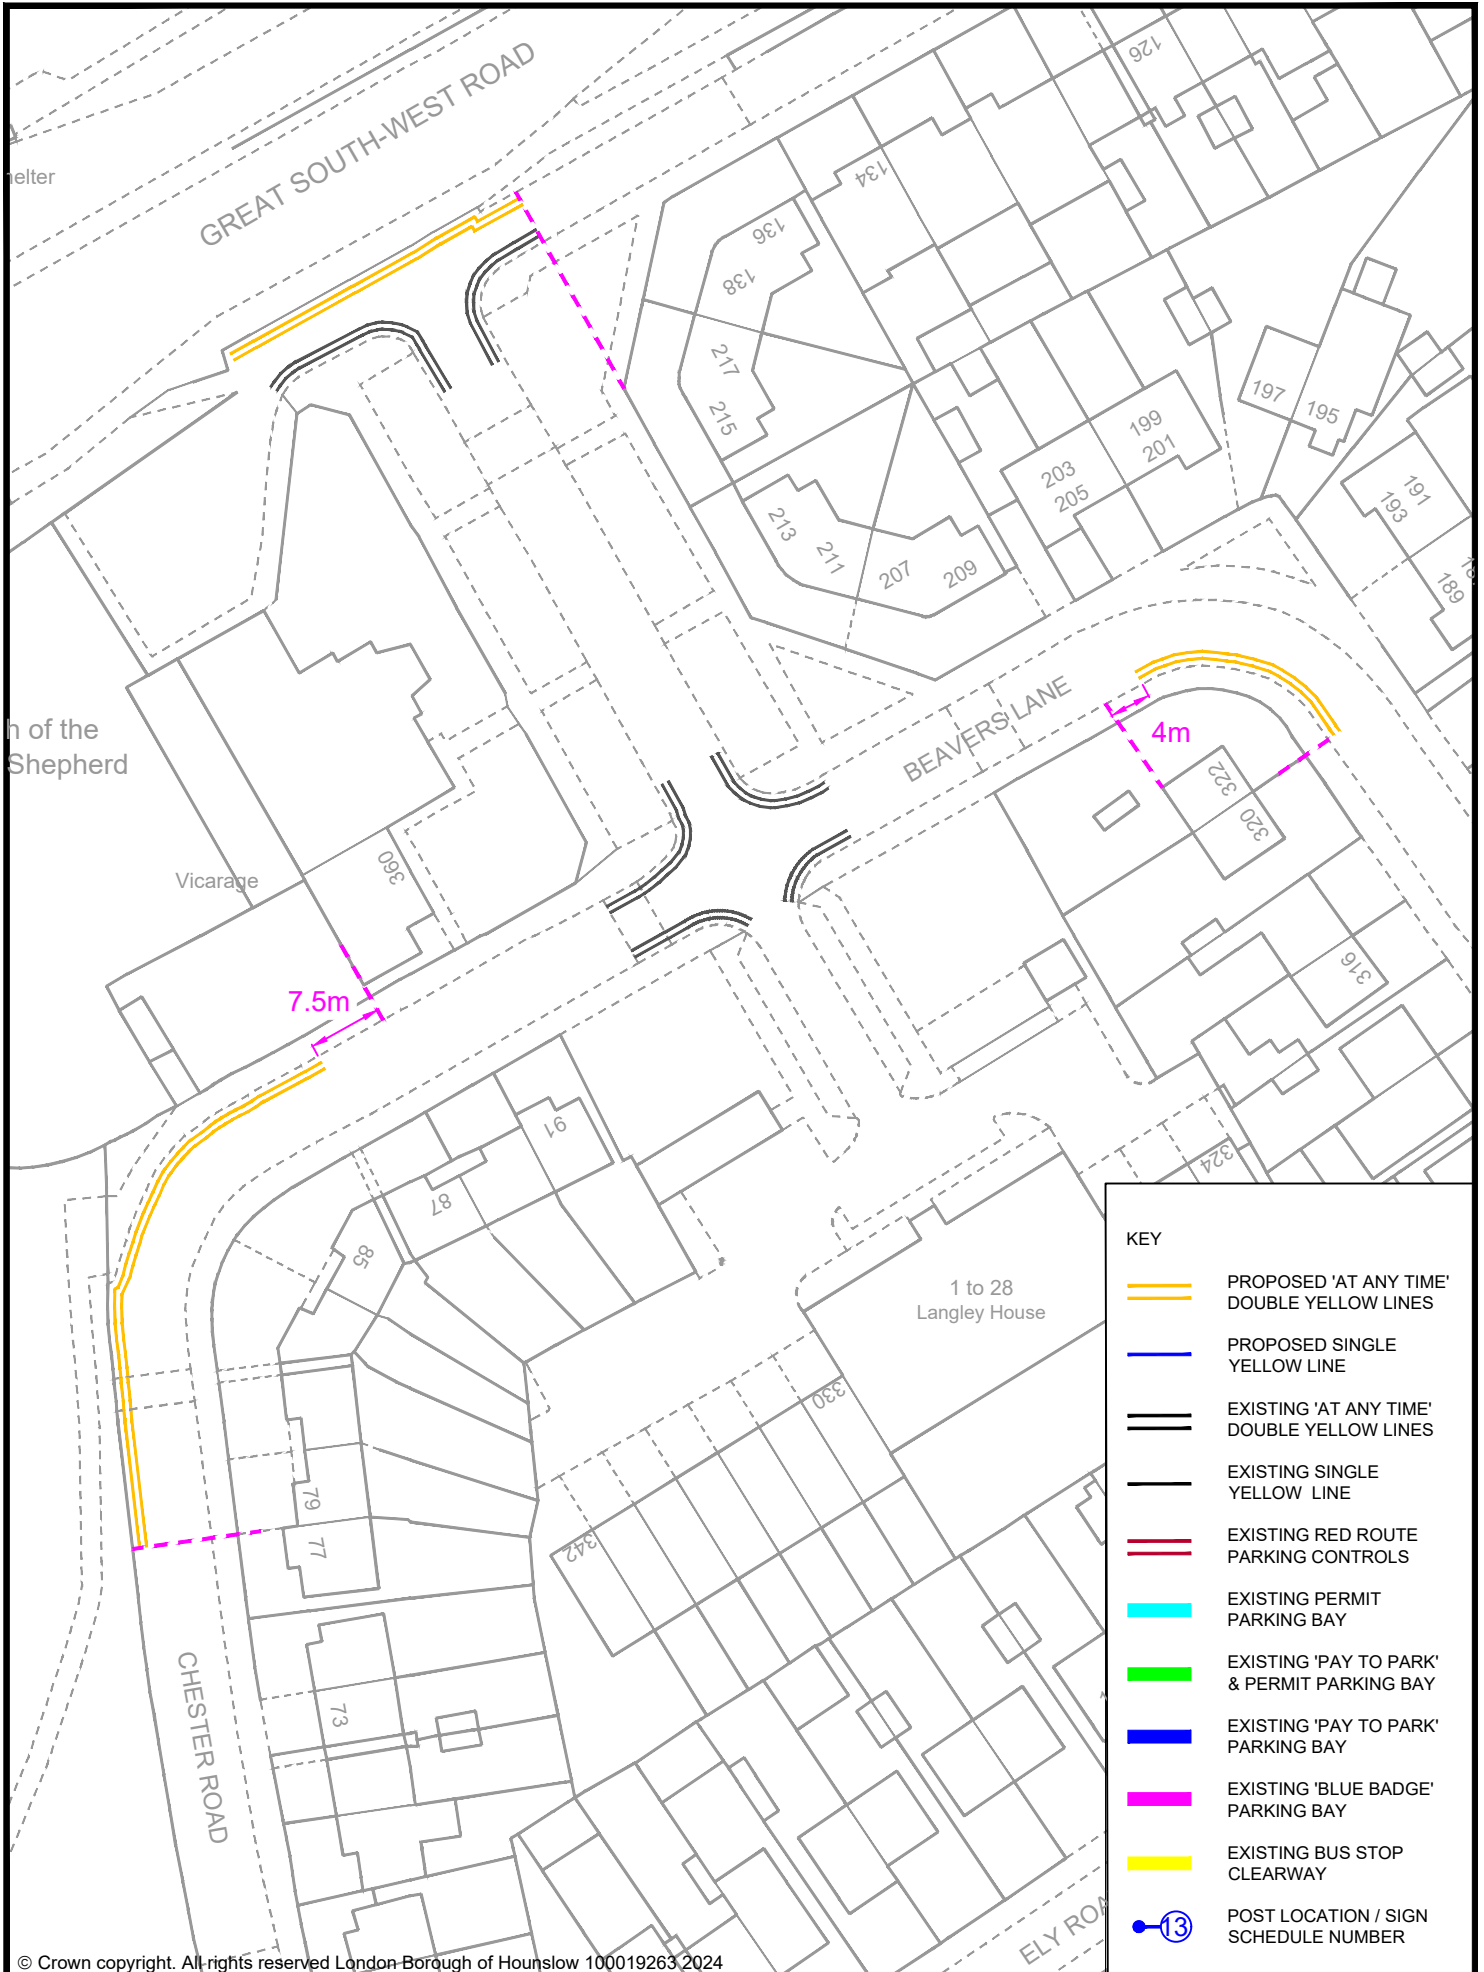 GREAT SOUTH-WEST ROAD
126
134
136
138
217
215
197
195
199
201
203
205
191
193
189
213
211
207
209
h of the
Shepherd
BEAVERS LANE
4m
322
320
Vicarage
360
316
7.5m
91
87
85
324
1 to 28
Langley House
330
79
77
342
73
CHESTER ROAD
KEY
PROPOSED 'AT ANY TIME'
DOUBLE YELLOW LINES
PROPOSED SINGLE
YELLOW LINE
EXISTING 'AT ANY TIME'
DOUBLE YELLOW LINES
EXISTING SINGLE
YELLOW LINE
EXISTING RED ROUTE
PARKING CONTROLS
EXISTING PERMIT
PARKING BAY
EXISTING 'PAY TO PARK'
& PERMIT PARKING BAY
EXISTING 'PAY TO PARK'
PARKING BAY
EXISTING 'BLUE BADGE'
PARKING BAY
EXISTING BUS STOP
CLEARWAY
13
POST LOCATION / SIGN
SCHEDULE NUMBER
ELY ROA
© Crown copyright. All rights reserved London Borough of Hounslow 100019263 2024